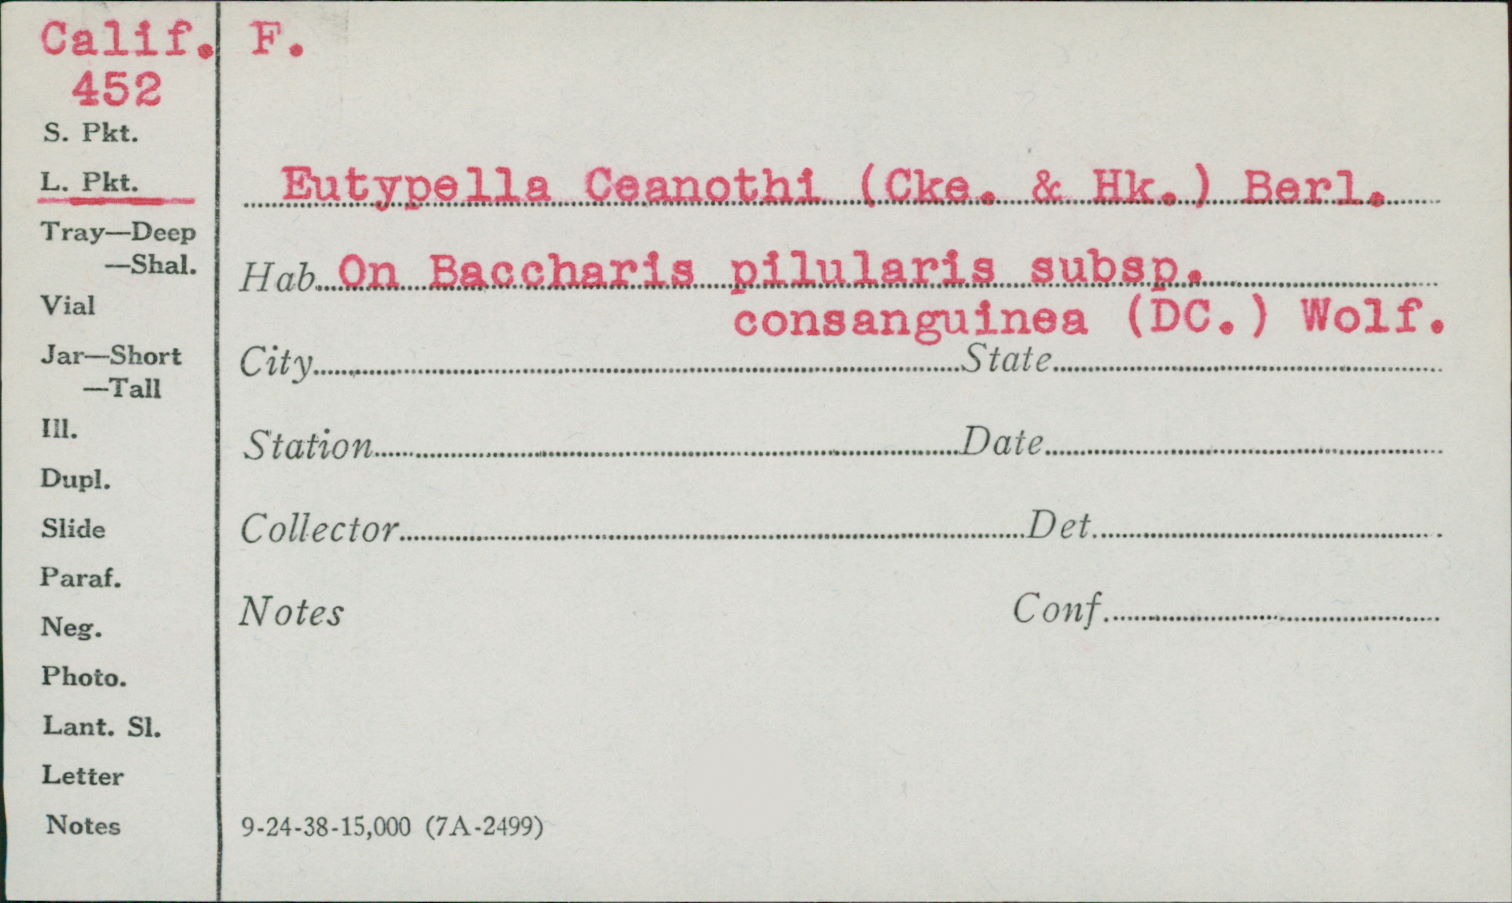 Calif. F.
452
S. Pkt.
L. Pkt.
Eutypella Ceanothi (Cke. & Hk.) Berl.
Tray—Deep
—Shal.
Hab. On Baccharis pilularis subsp.
consanguinea (DC.) Wolf.
Vial
Jar—Short
—Tall
City State
Ill.
Station Date
Dupl.
Slide
Collector Det.
Paraf.
Neg.
Notes Conf.
Photo.
Lant. Sl.
Letter
Notes
9-24-38-15,000 (7A-2499)